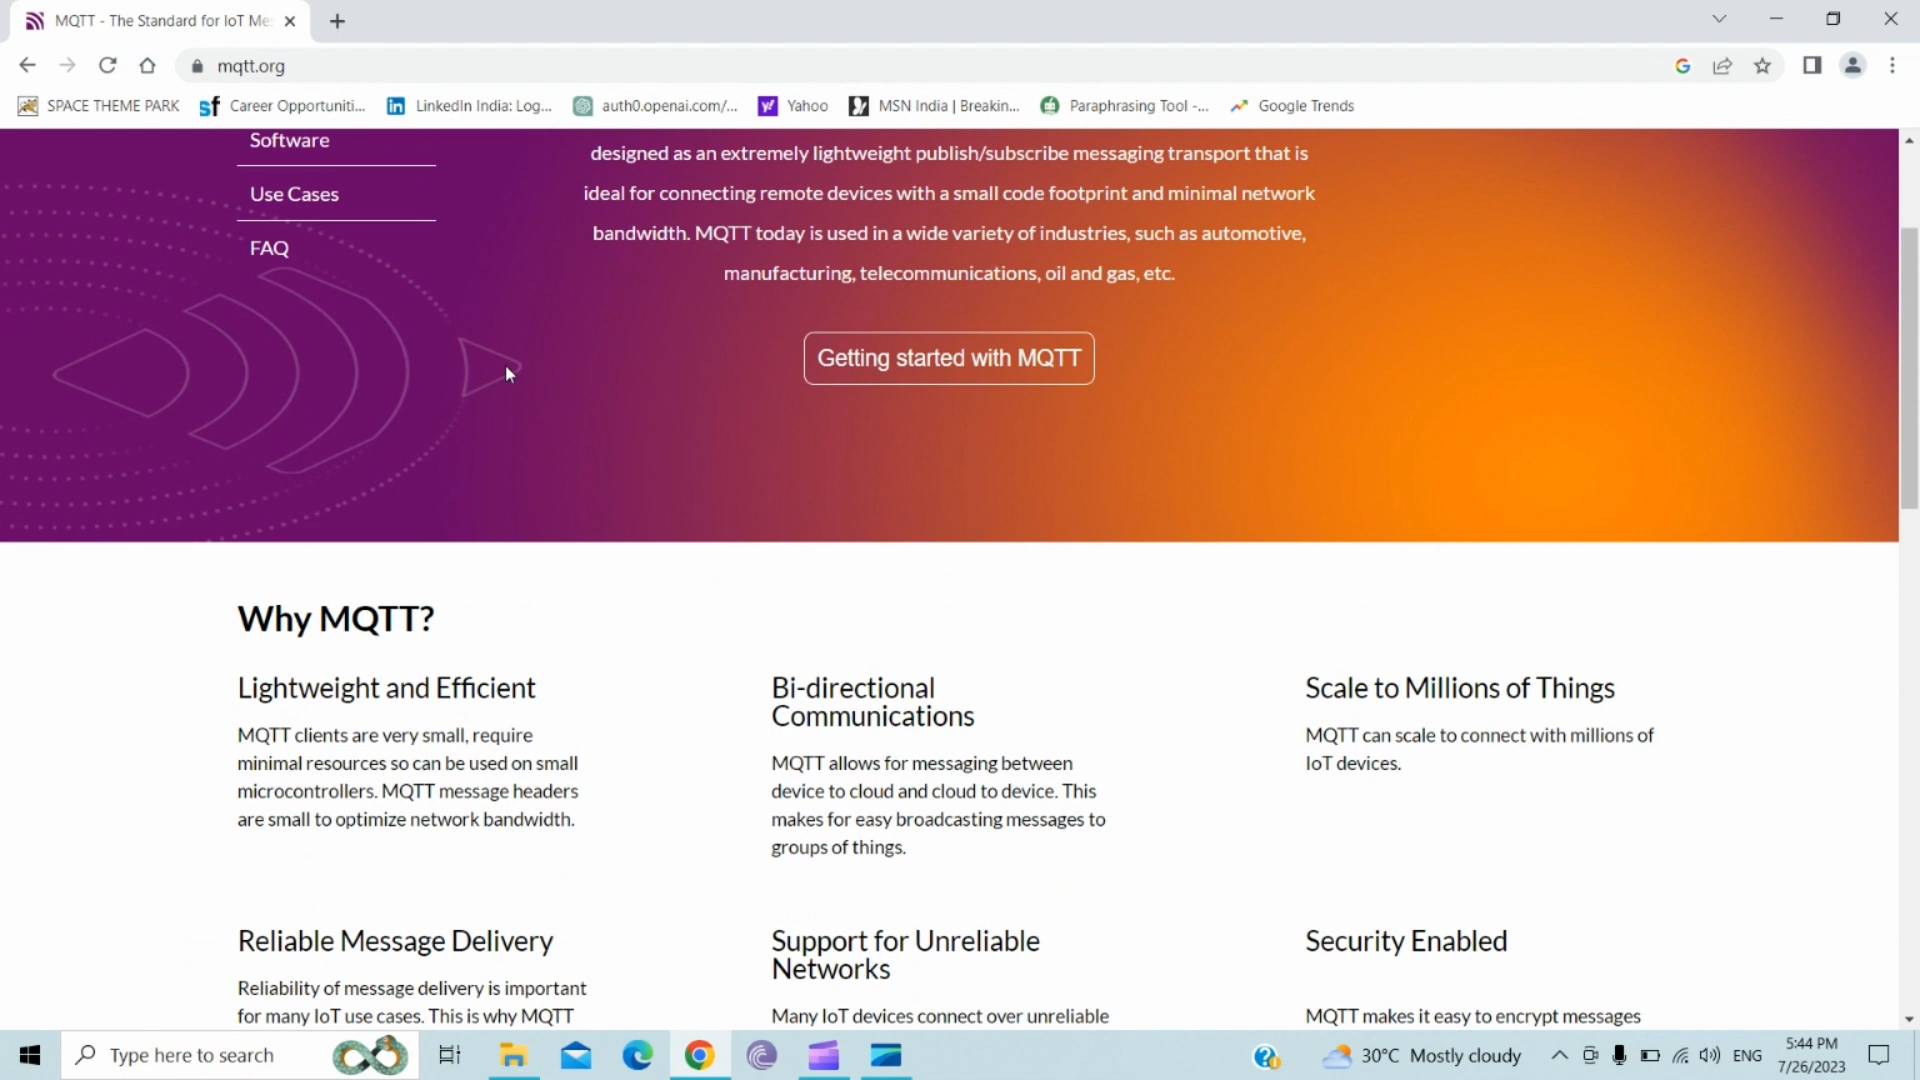 MQTT - The Standard for IoT Me
mqtt.org
SPACE THEME PARK
sf Career Opportuniti...
in LinkedIn India: Log...
auth0.openai.com/...
Yahoo
MSN India | Breakin...
Paraphrasing Tool -...
Google Trends
Software
Use Cases
FAQ
designed as an extremely lightweight publish/subscribe messaging transport that is
ideal for connecting remote devices with a small code footprint and minimal network
bandwidth. MQTT today is used in a wide variety of industries, such as automotive,
manufacturing, telecommunications, oil and gas, etc.
Getting started with MQTT
Why MQTT?
Lightweight and Efficient
MQTT clients are very small, require
minimal resources so can be used on small
microcontrollers. MQTT message headers
are small to optimize network bandwidth.
Bi-directional
Communications
MQTT allows for messaging between
device to cloud and cloud to device. This
makes for easy broadcasting messages to
groups of things.
Scale to Millions of Things
MQTT can scale to connect with millions of
IoT devices.
Reliable Message Delivery
Reliability of message delivery is important
for many IoT use cases. This is why MQTT
Support for Unreliable
Networks
Many IoT devices connect over unreliable
Security Enabled
MQTT makes it easy to encrypt messages
Type here to search
30°C Mostly cloudy
ENG
5:44 PM
7/26/2023